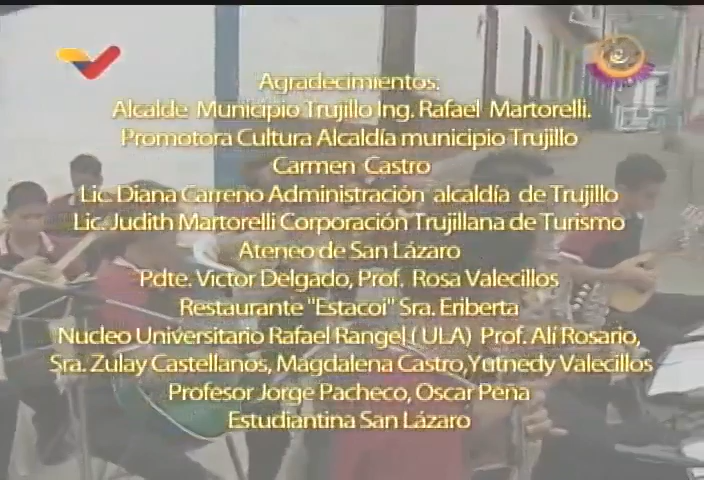 Agradecimientos:
Alcalde Municipio Trujillo Ing. Rafael Martorelli.
Promotora Cultura Alcaldía municipio Trujillo
Carmen Castro
Lic. Diana Carreno Administración alcaldía de Trujillo
Lic. Judith Martorelli Corporación Trujillana de Turismo
Ateneo de San Lázaro
Pdte. Victor Delgado, Prof. Rosa Valecillos
Restaurante "Estacoi" Sra. Eriberta
Nucleo Universitario Rafael Rangel ( ULA) Prof. Alí Rosario,
Sra. Zulay Castellanos, Magdalena Castro,Yutnedy Valecillos
Profesor Jorge Pacheco, Oscar Peña
Estudiantina San Lázaro